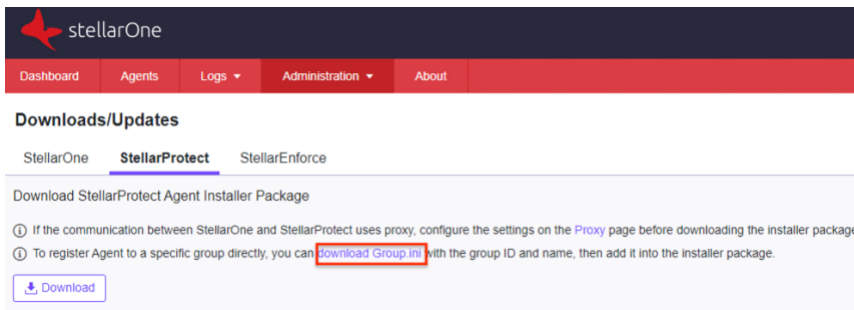 stellarOne
Dashboard Agents Logs Administration About
Downloads/Updates
StellarOne StellarProtect StellarEnforce
Download StellarProtect Agent Installer Package
If the communication between StellarOne and StellarProtect uses proxy, configure the settings on the Proxy page before downloading the installer package
To register Agent to a specific group directly, you can download Group.ini with the group ID and name, then add it into the installer package.
Download